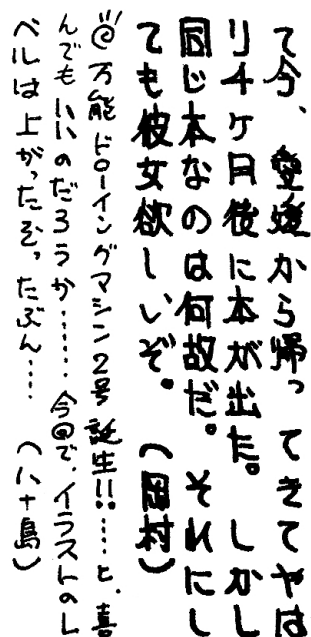 て今、愛媛から帰ってきてやは
り4ヶ月後に本が出た。しかし
同じ本なのは何故だ。それにし
ても彼女欲しいぞ。（岡村）
◎万能ドローイングマシン2号誕生!!……と、喜
んでもいいのだろうか……今回で、イラストのレ
ベルは上がったぞっ、たぶん……（八十島）